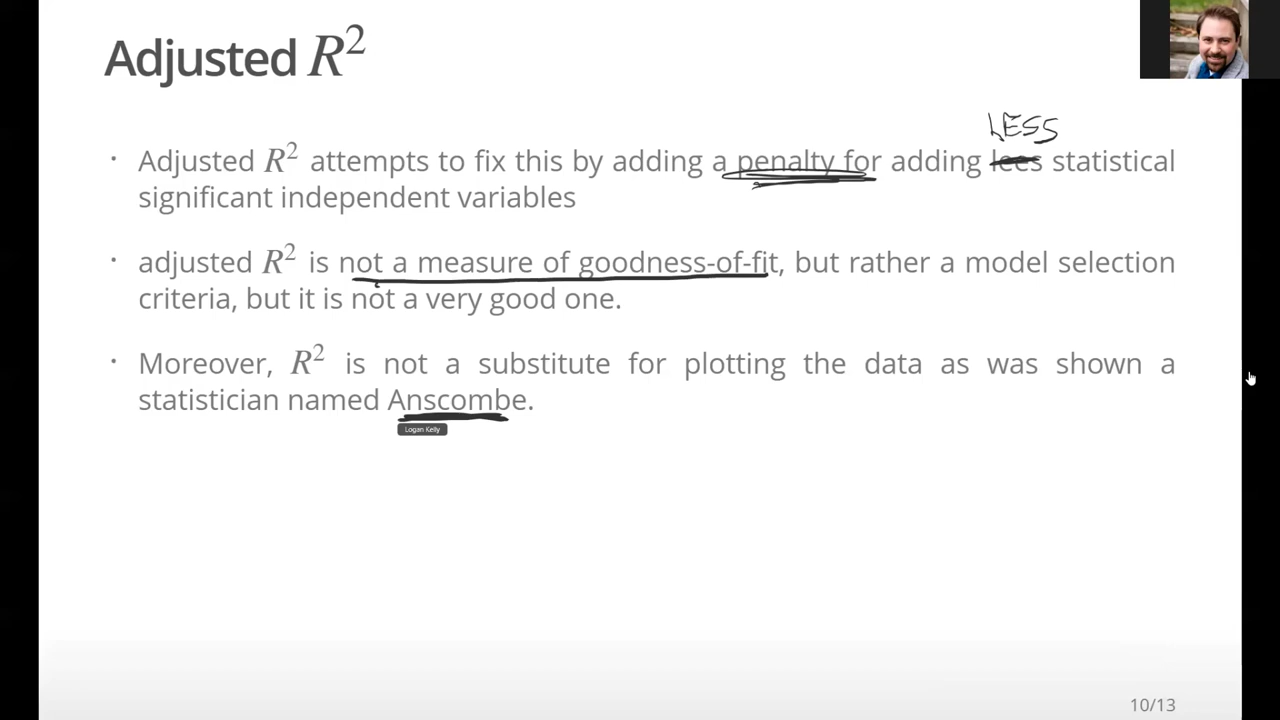 Adjusted R²
LESS
· Adjusted R² attempts to fix this by adding a penalty for adding lees statistical
significant independent variables
· adjusted R² is not a measure of goodness-of-fit, but rather a model selection
criteria, but it is not a very good one.
· Moreover, R² is not a substitute for plotting the data as was shown a
statistician named Anscombe.
Logan Kelly
10/13